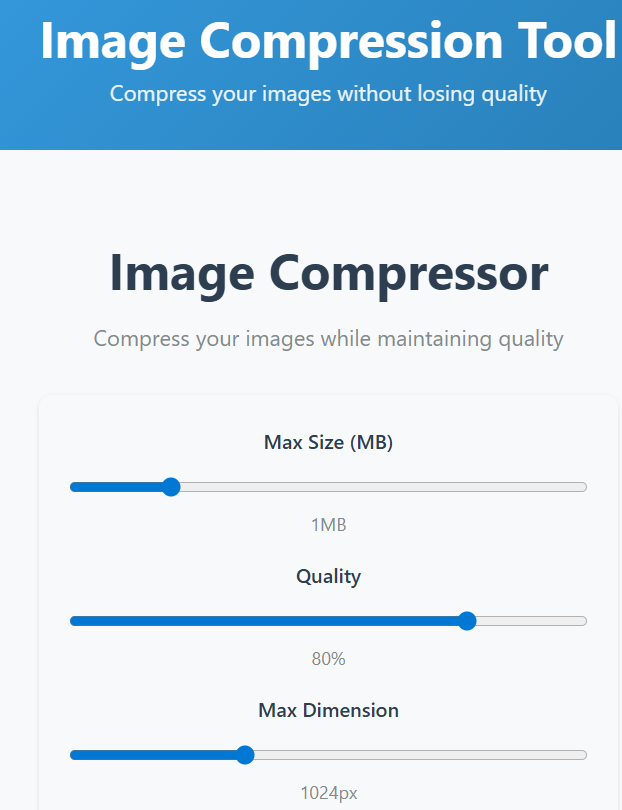 Image Compression Tool
Compress your images without losing quality
Image Compressor
Compress your images while maintaining quality
Max Size (MB)
1MB
Quality
80%
Max Dimension
1024px